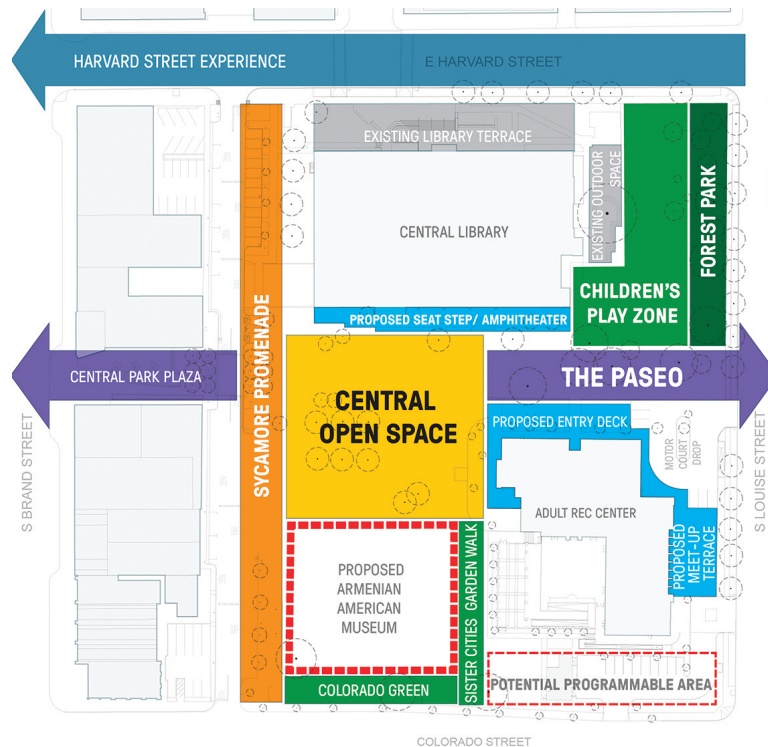 HARVARD STREET EXPERIENCE
E HARVARD STREET
EXISTING LIBRARY TERRACE
EXISTING OUTDOOR
SPACE
CENTRAL LIBRARY
FOREST PARK
CHILDREN'S
PLAY ZONE
PROPOSED SEAT STEP/ AMPHITHEATER
SYCAMORE PROMENADE
CENTRAL PARK PLAZA
THE PASEO
CENTRAL
OPEN SPACE
PROPOSED ENTRY DECK
MOTOR
COURT
DROP
S BRAND STREET
S LOUISE STREET
ADULT REC CENTER
PROPOSED
MEET-UP
TERRACE
PROPOSED
ARMENIAN
AMERICAN
MUSEUM
SISTER CITIES GARDEN WALK
COLORADO GREEN
POTENTIAL PROGRAMMABLE AREA
COLORADO STREET